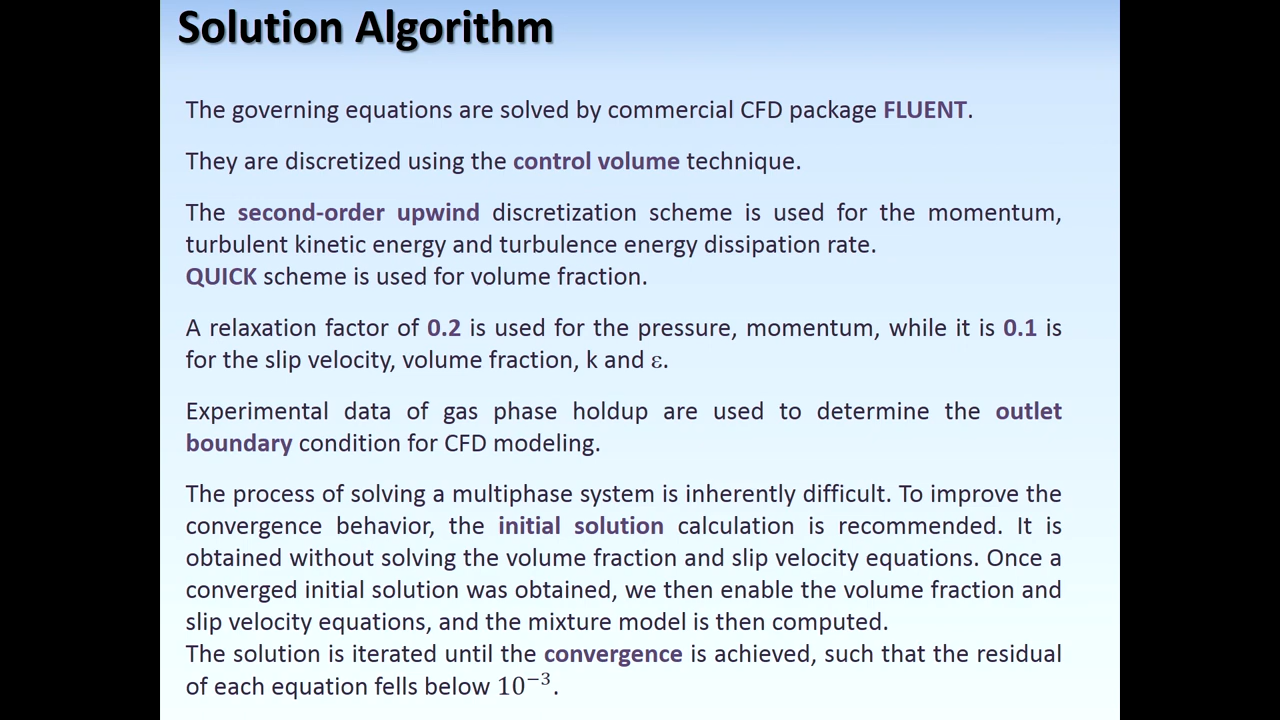 Solution Algorithm
The governing equations are solved by commercial CFD package FLUENT.
They are discretized using the control volume technique.
The second-order upwind discretization scheme is used for the momentum,
turbulent kinetic energy and turbulence energy dissipation rate.
QUICK scheme is used for volume fraction.
A relaxation factor of 0.2 is used for the pressure, momentum, while it is 0.1 is
for the slip velocity, volume fraction, k and ε.
Experimental data of gas phase holdup are used to determine the outlet
boundary condition for CFD modeling.
The process of solving a multiphase system is inherently difficult. To improve the
convergence behavior, the initial solution calculation is recommended. It is
obtained without solving the volume fraction and slip velocity equations. Once a
converged initial solution was obtained, we then enable the volume fraction and
slip velocity equations, and the mixture model is then computed.
The solution is iterated until the convergence is achieved, such that the residual
of each equation fells below 10⁻³.